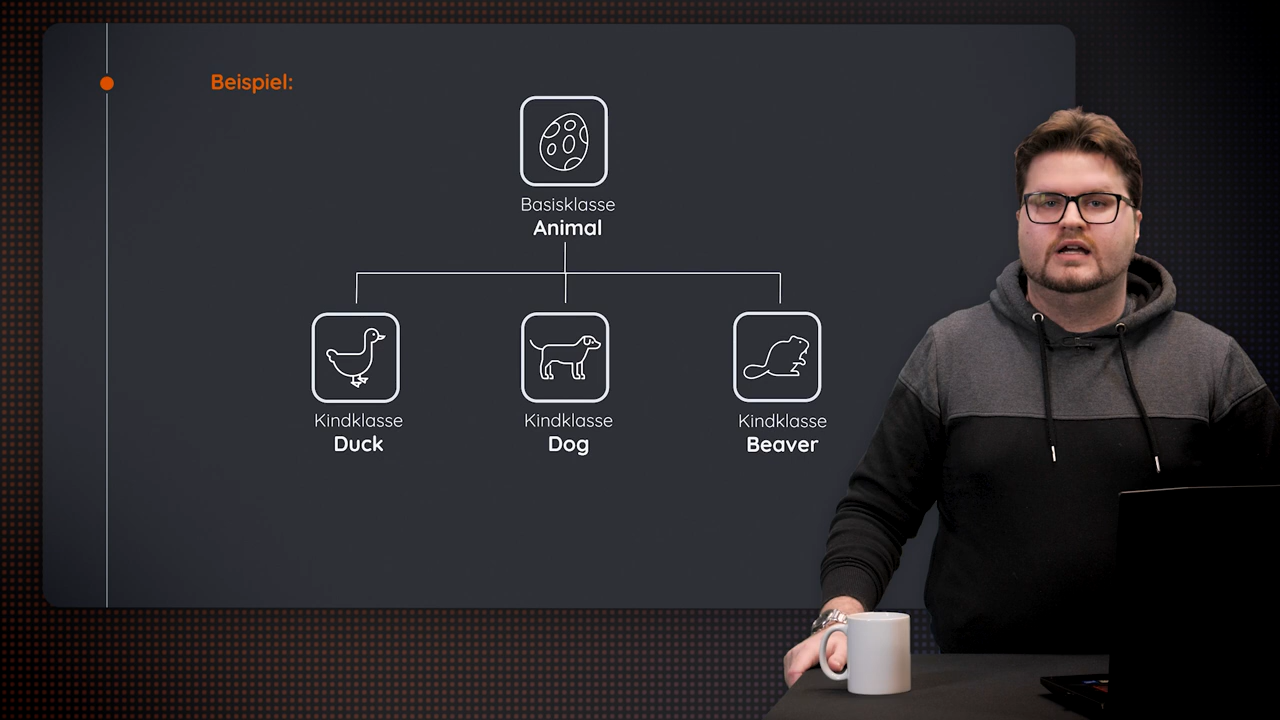 Beispiel:
Basisklasse
Animal
Kindklasse
Duck
Kindklasse
Dog
Kindklasse
Beaver